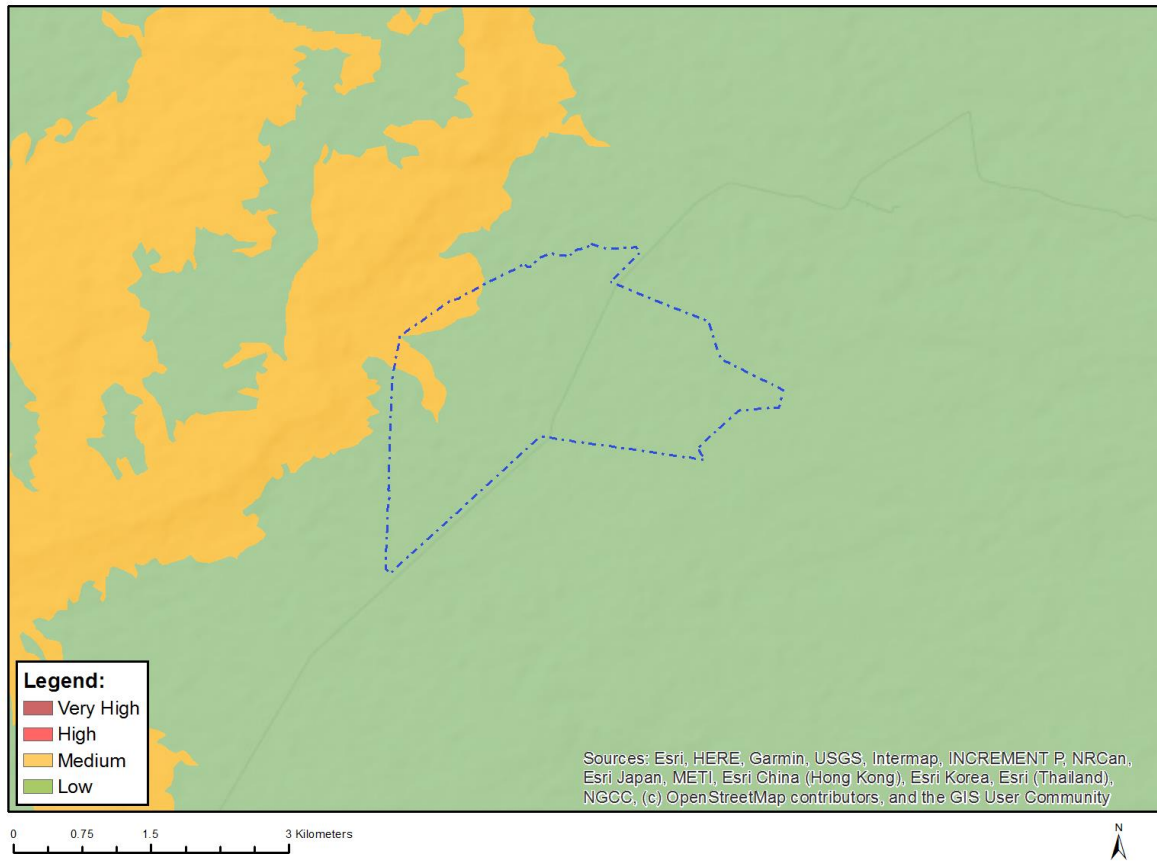 Legend:
Very High
High
Medium
Low
Sources: Esri, HERE, Garmin, USGS, Intermap, INCREMENT P, NRCan,
Esri Japan, METI, Esri China (Hong Kong), Esri Korea, Esri (Thailand),
NGCC, (c) OpenStreetMap contributors, and the GIS User Community
0 0.75 1.5 3 Kilometers
N